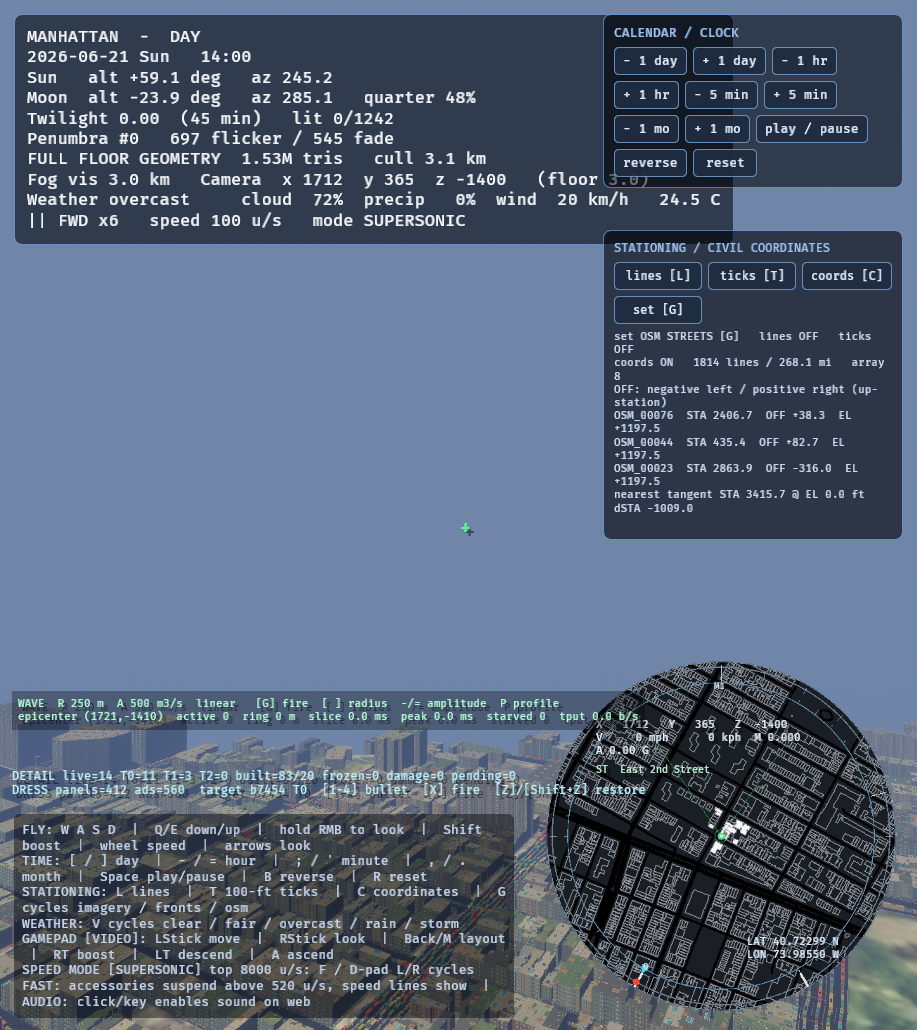 MANHATTAN  -  DAY
2026-06-21 Sun   14:00
Sun   alt +59.1 deg   az 245.2
Moon  alt -23.9 deg   az 285.1   quarter 48%
Twilight 0.00  (45 min)   lit 0/1242
Penumbra #0   697 flicker / 545 fade
FULL FLOOR GEOMETRY  1.53M tris   cull 3.1 km
Fog vis 3.0 km   Camera  x 1712  y 365  z -1400   (floor 3.0)
Weather overcast     cloud  72%  precip   0%  wind  20 km/h   24.5 C
|| FWD x6   speed 100 u/s   mode SUPERSONIC
CALENDAR / CLOCK
- 1 day  + 1 day  - 1 hr
+ 1 hr  - 5 min  + 5 min
- 1 mo  + 1 mo  play / pause
reverse  reset
STATIONING / CIVIL COORDINATES
lines [L]  ticks [T]  coords [C]
set [G]
set OSM STREETS [G]   lines OFF   ticks
OFF
coords ON   1814 lines / 268.1 mi   array
8
OFF: negative left / positive right (up-
station)
OSM_00076  STA 2406.7  OFF +38.3  EL
+1197.5
OSM_00044  STA 435.4  OFF +82.7  EL
+1197.5
OSM_00023  STA 2863.9  OFF -316.0  EL
+1197.5
nearest tangent STA 3415.7 @ EL 0.0 ft
dSTA -1009.0
WAVE  R 250 m  A 500 m3/s  linear   [G] fire  [ ] radius  -/= amplitude  P profile
epicenter (1721,-1410)  active 0  ring 0 m  slice 0.0 ms  peak 0.0 ms  starved 0  tput 0.0 b/s
DETAIL live=14 T0=11 T1=3 T2=0 built=83/20 frozen=0 damage=0 pending=0
DRESS panels=412 ads=560  target b7454 T0  [1-4] bullet  [X] fire  [Z]/[Shift+Z] restore
FLY: W A S D  |  Q/E down/up  |  hold RMB to look  |  Shift
boost  |  wheel speed  |  arrows look
TIME: [ / ] day  |  - / = hour  |  ; / ' minute  |  , / .
month  |  Space play/pause  |  B reverse  |  R reset
STATIONING: L lines  |  T 100-ft ticks  |  C coordinates  |  G
cycles imagery / fronts / osm
WEATHER: V cycles clear / fair / overcast / rain / storm
GAMEPAD [VIDEO]: LStick move  |  RStick look  |  Back/M layout
|  RT boost  |  LT descend  |  A ascend
SPEED MODE [SUPERSONIC] top 8000 u/s: F / D-pad L/R cycles
FAST: accessories suspend above 520 u/s, speed lines show  |
AUDIO: click/key enables sound on web
1712  Y   365   Z  -1400
V     0 mph      0 kph  M 0.000
A 0.00 G
ST  East 2nd Street
LAT 40.72299 N
LON 73.98550 W